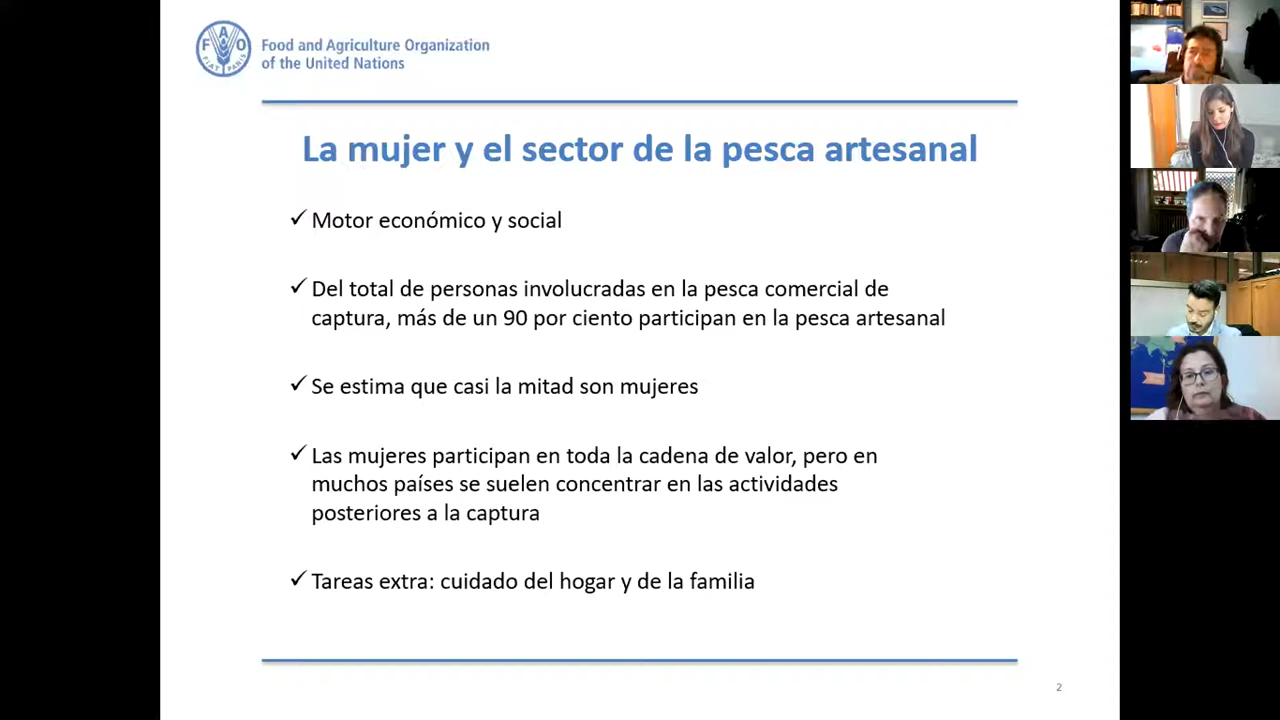 Food and Agriculture Organization
of the United Nations
F A O
FIAT PANIS
La mujer y el sector de la pesca artesanal
✓ Motor económico y social
✓ Del total de personas involucradas en la pesca comercial de
captura, más de un 90 por ciento participan en la pesca artesanal
✓ Se estima que casi la mitad son mujeres
✓ Las mujeres participan en toda la cadena de valor, pero en
muchos países se suelen concentrar en las actividades
posteriores a la captura
✓ Tareas extra: cuidado del hogar y de la familia
2